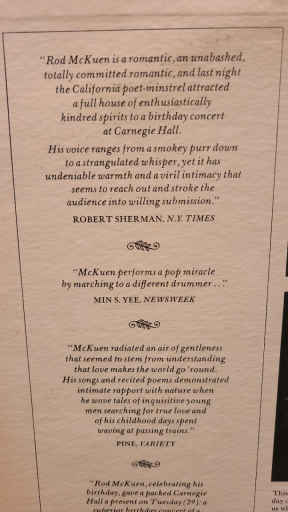 "Rod McKuen is a romantic, an unabashed,
totally committed romantic, and last night
the California poet-minstrel attracted
a full house of enthusiastically
kindred spirits to a birthday concert
at Carnegie Hall.
His voice ranges from a smokey purr down
to a strangulated whisper, yet it has
undeniable warmth and a viril intimacy that
seems to reach out and stroke the
audience into willing submission."
ROBERT SHERMAN, N.Y. TIMES
"McKuen performs a pop miracle
by marching to a different drummer . . ."
MIN S. YEE, NEWSWEEK
"McKuen radiated an air of gentleness
that seemed to stem from understanding
that love makes the world go 'round.
His songs and recited poems demonstrated
intimate rapport with nature when
he wove tales of inquisitive young
men searching for true love and
of his childhood days spent
waving at passing trains."
PINE, VARIETY
"Rod McKuen, celebrating his
birthday, gave a packed Carnegie
Hall a present on Tuesday (29): a
superior birthday concert